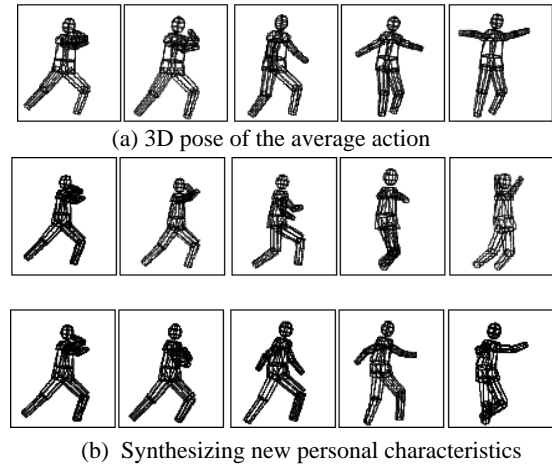 (a) 3D pose of the average action
(b) Synthesizing new personal characteristics